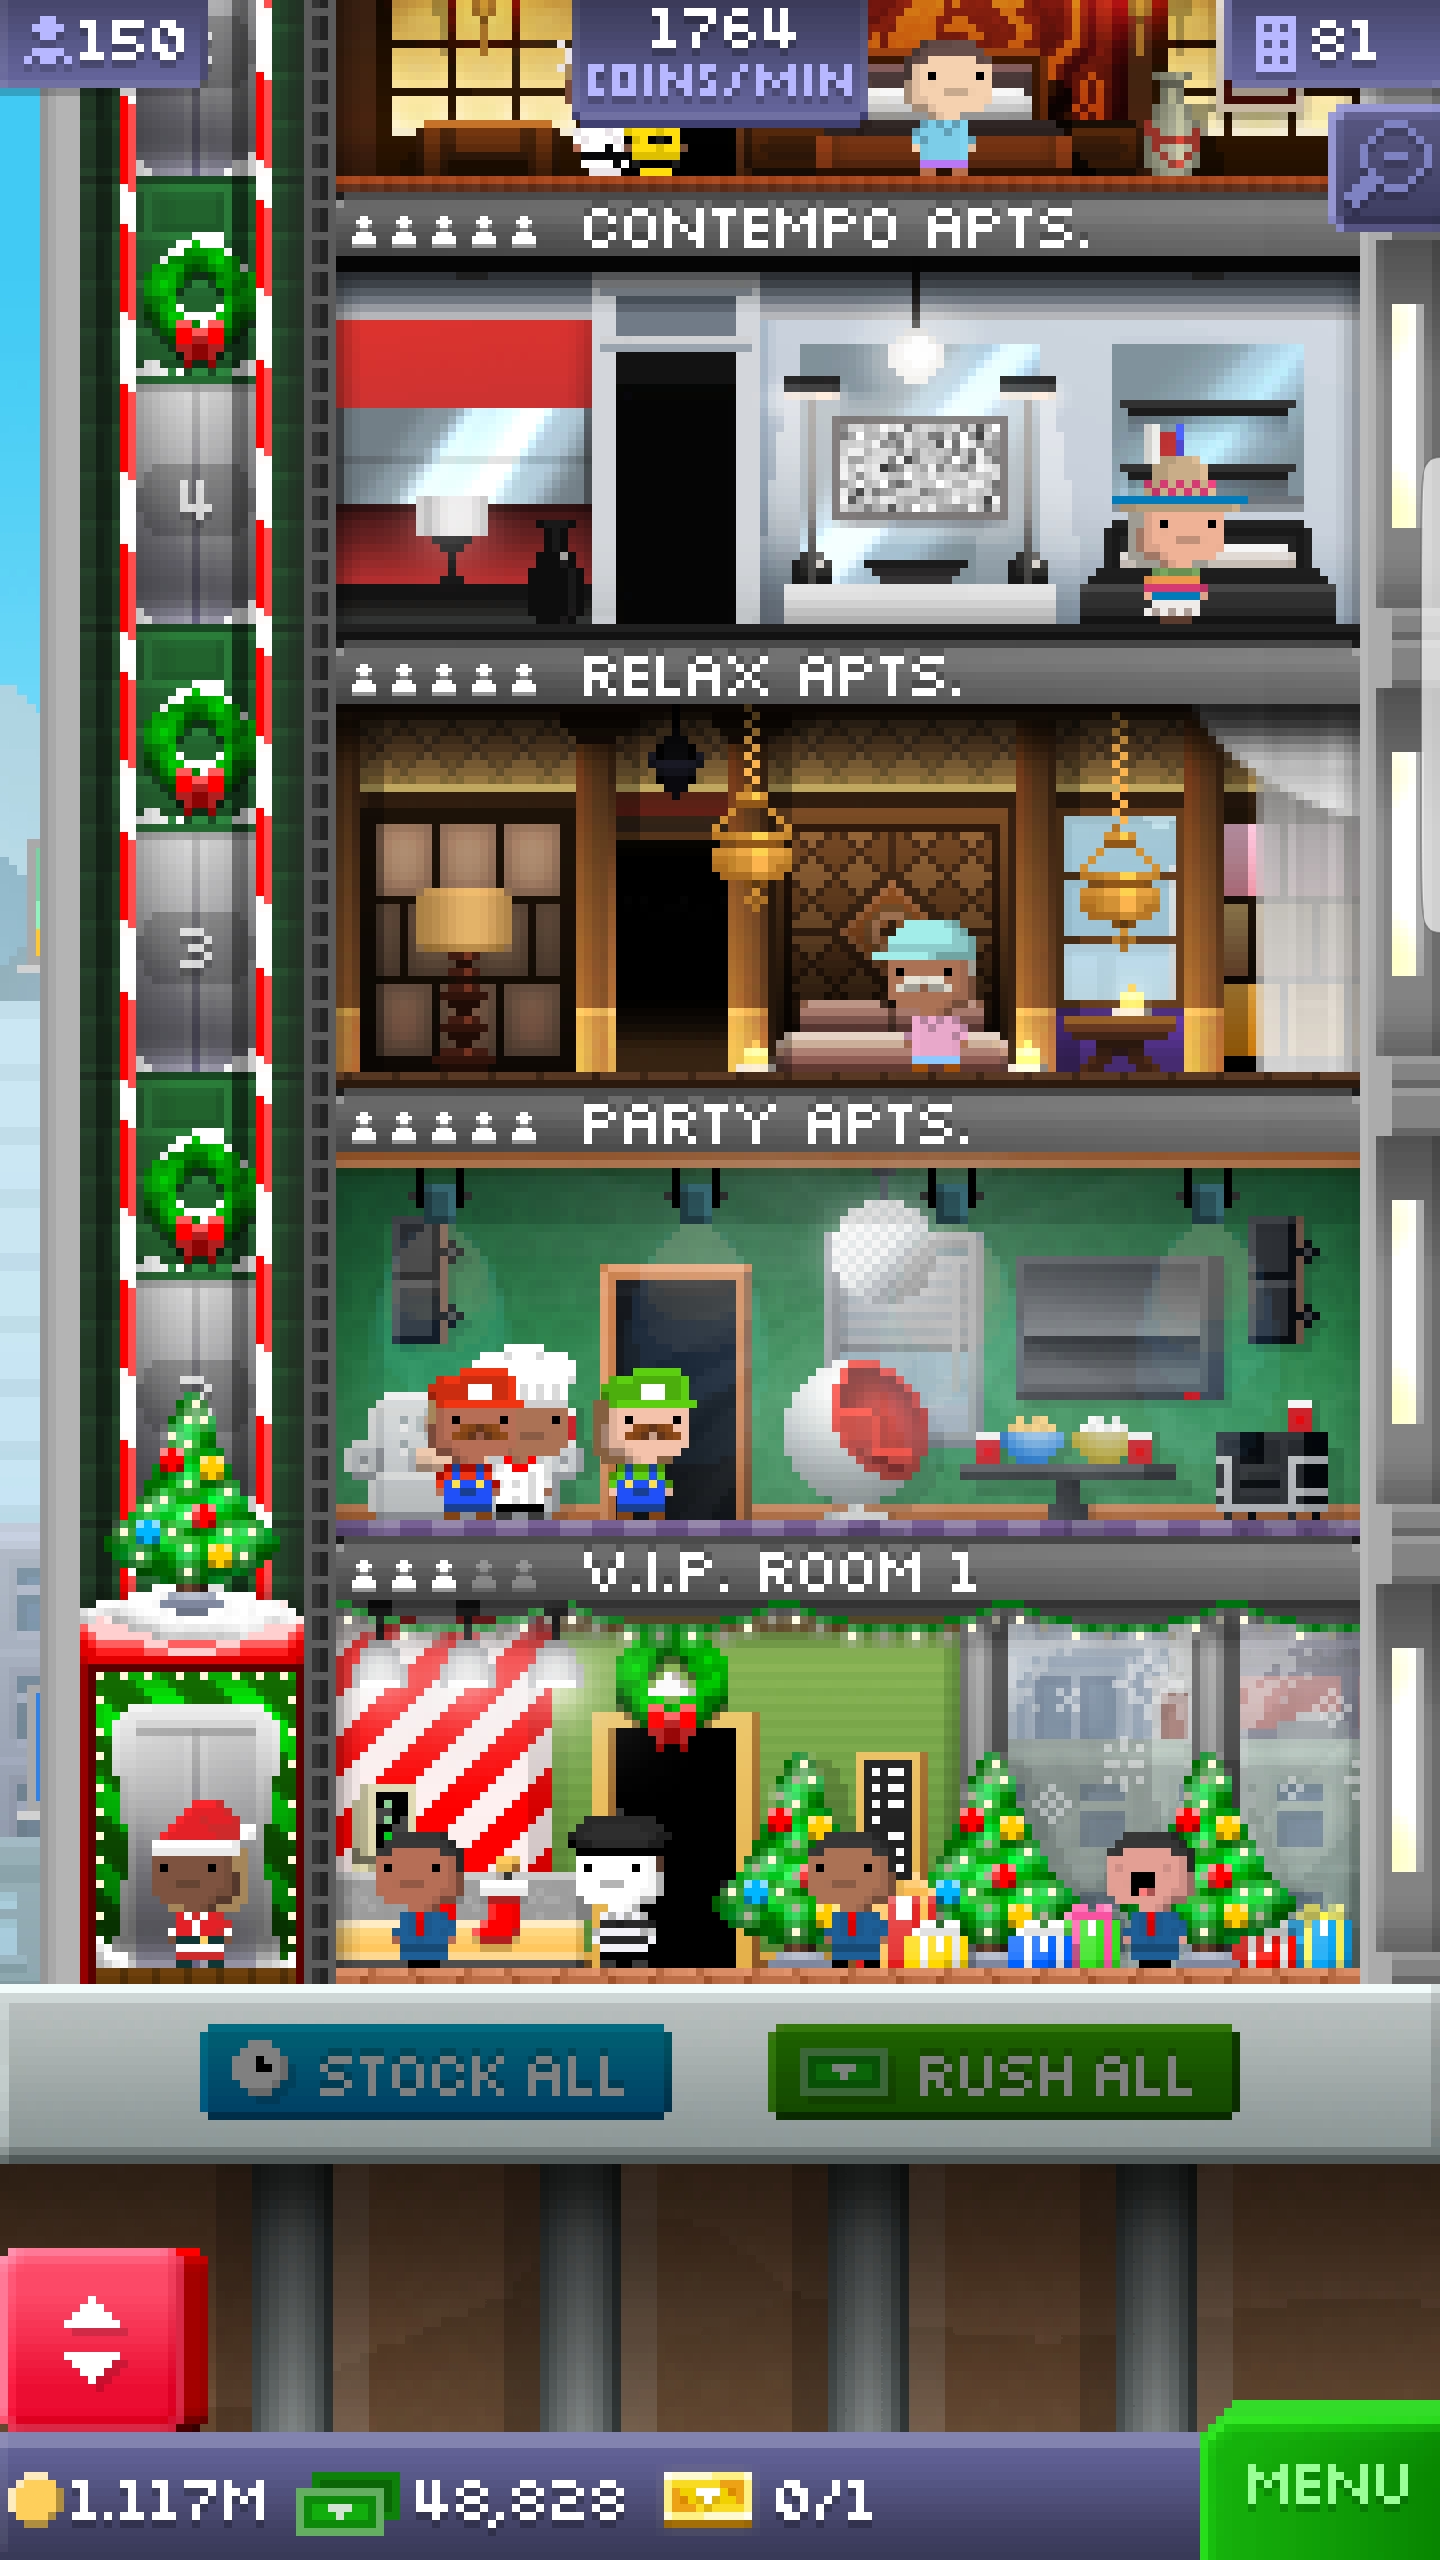 150
1764
COINS/MIN
81
CONTEMPO APTS.
4
RELAX APTS.
3
PARTY APTS.
V.I.P. ROOM 1
STOCK ALL
RUSH ALL
1.117M
48,828
0/1
MENU